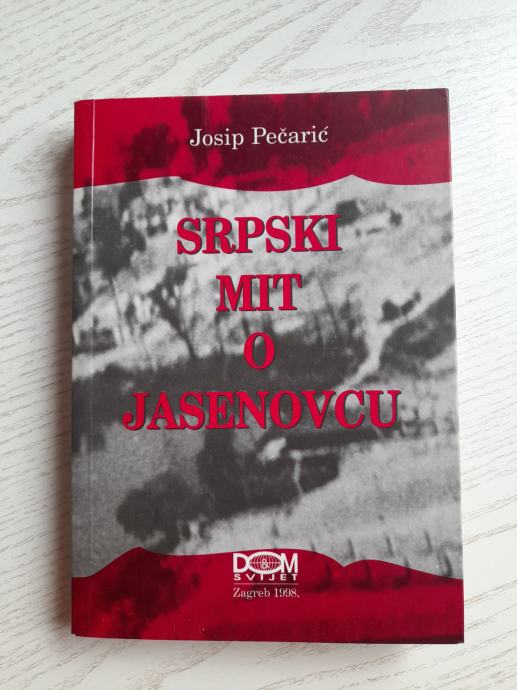 Josip Pečarić
SRPSKI
MIT
O
JASENOVCU
DOM
&
SVIJET
Zagreb 1998.